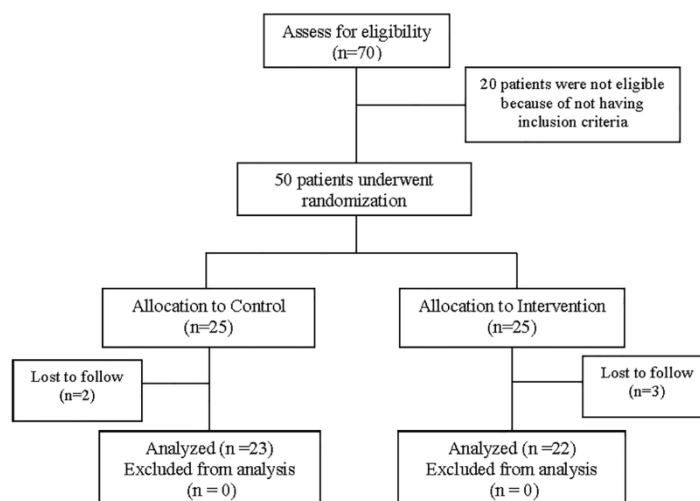 Assess for eligibility
(n=70)
20 patients were not eligible
because of not having
inclusion criteria
50 patients underwent
randomization
Allocation to Control
(n=25)
Allocation to Intervention
(n=25)
Lost to follow
(n=2)
Lost to follow
(n=3)
Analyzed (n =23)
Excluded from analysis
(n = 0)
Analyzed (n =22)
Excluded from analysis
(n = 0)